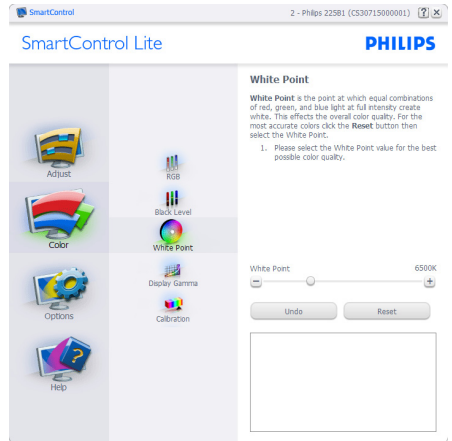 SmartControl
2 - Philips 225B1 (CS30715000001)
SmartControl Lite
PHILIPS
Adjust
Color
Options
Help
RGB
Black Level
White Point
Display Gamma
Calibration
White Point
White Point is the point at which equal combinations
of red, green, and blue light at full intensity create
white. This effects the overall color quality. For the
most accurate colors click the Reset button then
select the White Point.
1. Please select the White Point value for the best
possible color quality.
White Point 6500K
Undo Reset